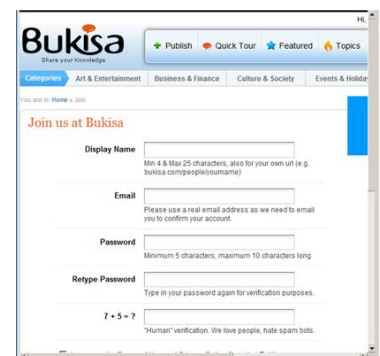 Hi,
Bukisa
Share your Knowledge
Publish Quick Tour Featured Topics
Categories Art & Entertainment Business & Finance Culture & Society Events & Holiday
You are in: Home » Join
Join us at Bukisa
Display Name
Min 4 & Max 25 characters, also for your own url (e.g.
bukisa.com/people/yourname)
Email
Please use a real email address as we need to email
you to confirm your account.
Password
Minimum 5 characters, maximum 10 characters long
Retype Password
Type in your password again for verification purposes.
7 + 5 = ?
"Human" verification. We love people, hate spam bots.